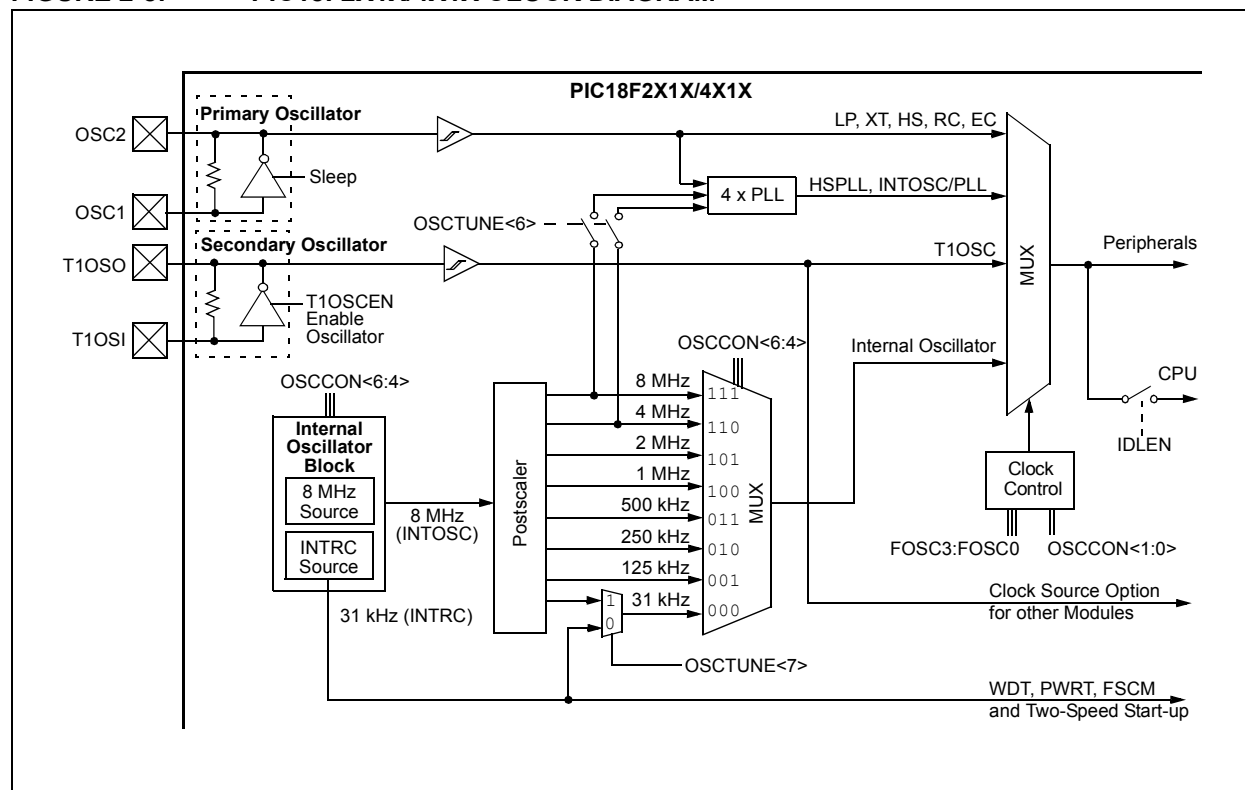 PIC18F2X1X/4X1X
Primary Oscillator
LP, XT, HS, RC, EC
OSC2
Sleep
4 x PLL
HSPLL, INTOSC/PLL
OSC1
OSCTUNE<6>
Secondary Oscillator
T1OSO
T1OSC
Peripherals
MUX
T1OSCEN
Enable
Oscillator
T1OSI
OSCCON<6:4>
Internal Oscillator
OSCCON<6:4>
CPU
IDLEN
Internal
Oscillator
Block
8 MHz
Source
INTRC
Source
8 MHz
(INTOSC)
31 kHz (INTRC)
Postscaler
8 MHz
111
4 MHz
110
2 MHz
101
1 MHz
100
500 kHz
011
250 kHz
010
125 kHz
001
1
0
31 kHz
000
MUX
OSCTUNE<7>
Clock
Control
FOSC3:FOSC0
OSCCON<1:0>
Clock Source Option
for other Modules
WDT, PWRT, FSCM
and Two-Speed Start-up